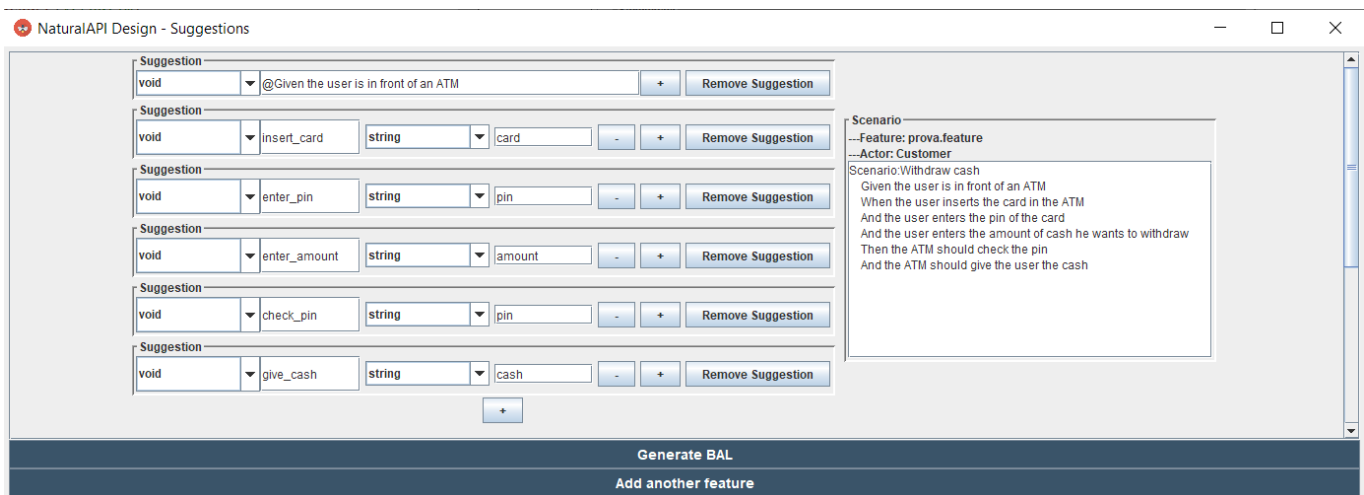 NaturalAPI Design - Suggestions
Suggestion
void @Given the user is in front of an ATM + Remove Suggestion
Suggestion
void insert_card string card - + Remove Suggestion
Suggestion
void enter_pin string pin - + Remove Suggestion
Suggestion
void enter_amount string amount - + Remove Suggestion
Suggestion
void check_pin string pin - + Remove Suggestion
Suggestion
void give_cash string cash - + Remove Suggestion
+
Scenario
---Feature: prova.feature
---Actor: Customer
Scenario:Withdraw cash
Given the user is in front of an ATM
When the user inserts the card in the ATM
And the user enters the pin of the card
And the user enters the amount of cash he wants to withdraw
Then the ATM should check the pin
And the ATM should give the user the cash
Generate BAL
Add another feature